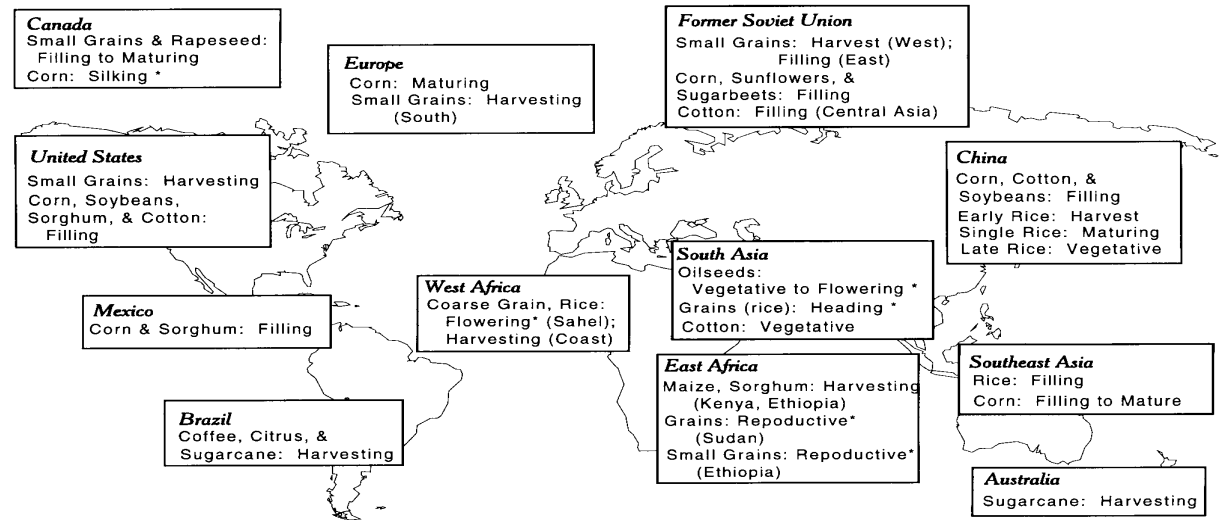 Canada
Small Grains & Rapeseed:
Filling to Maturing
Corn: Silking *
Europe
Corn: Maturing
Small Grains: Harvesting
(South)
Former Soviet Union
Small Grains: Harvest (West);
Filling (East)
Corn, Sunflowers, &
Sugarbeets: Filling
Cotton: Filling (Central Asia)
United States
Small Grains: Harvesting
Corn, Soybeans,
Sorghum, & Cotton:
Filling
China
Corn, Cotton, &
Soybeans: Filling
Early Rice: Harvest
Single Rice: Maturing
Late Rice: Vegetative
Mexico
Corn & Sorghum: Filling
West Africa
Coarse Grain, Rice:
Flowering* (Sahel);
Harvesting (Coast)
South Asia
Oilseeds:
Vegetative to Flowering *
Grains (rice): Heading *
Cotton: Vegetative
East Africa
Maize, Sorghum: Harvesting
(Kenya, Ethiopia)
Grains: Repoductive*
(Sudan)
Small Grains: Repoductive*
(Ethiopia)
Southeast Asia
Rice: Filling
Corn: Filling to Mature
Brazil
Coffee, Citrus, &
Sugarcane: Harvesting
Australia
Sugarcane: Harvesting